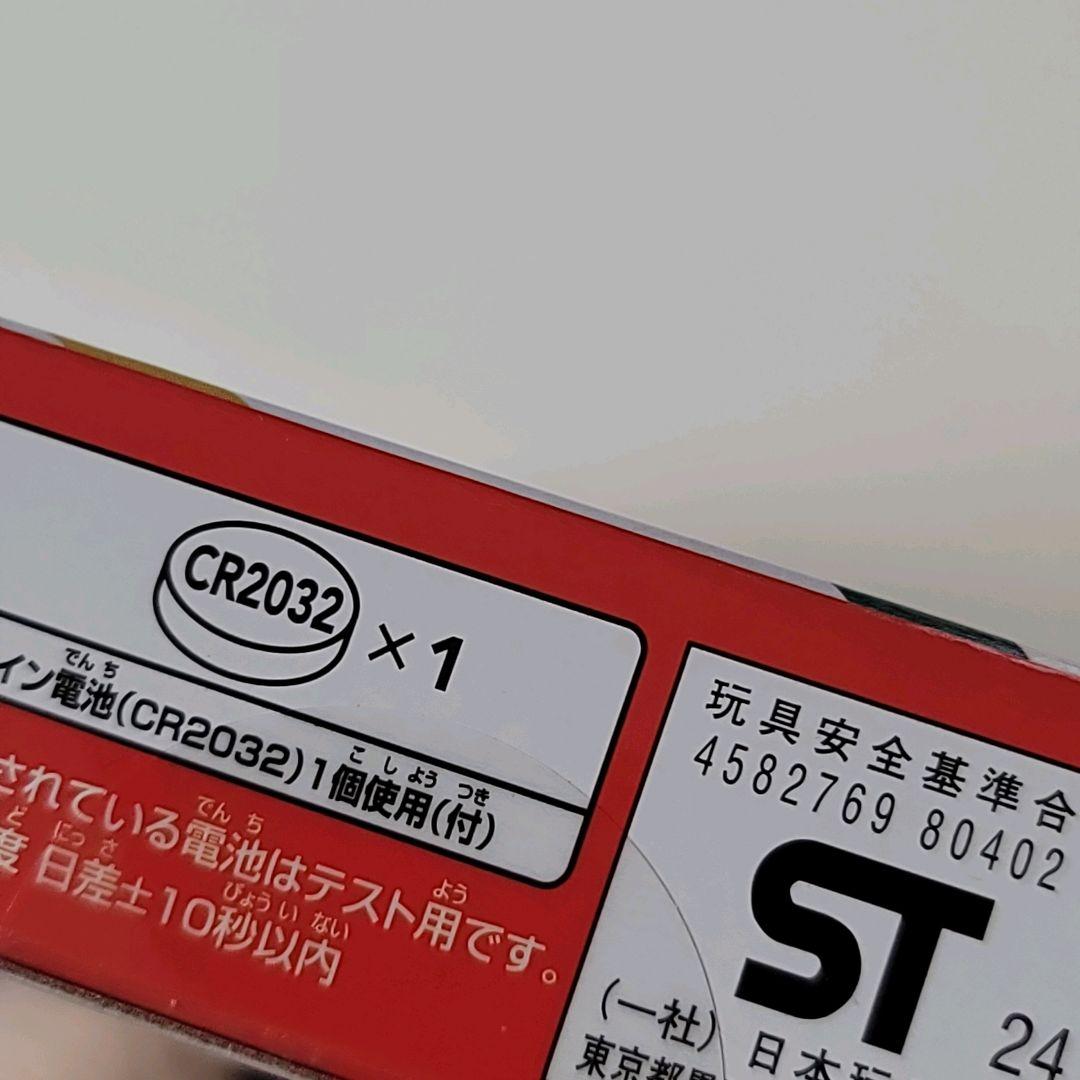 CR2032 ×1
イン電池(CR2032)1個使用(付)
でんち
こ しよう つき
されている電池はテスト用です。
でんち
よう
度 日差±10秒以内
ど にっさ
びょう い ない
玩具安全基準合
4582769 80402
ST
24
(一社)
日本玩
東京都墨